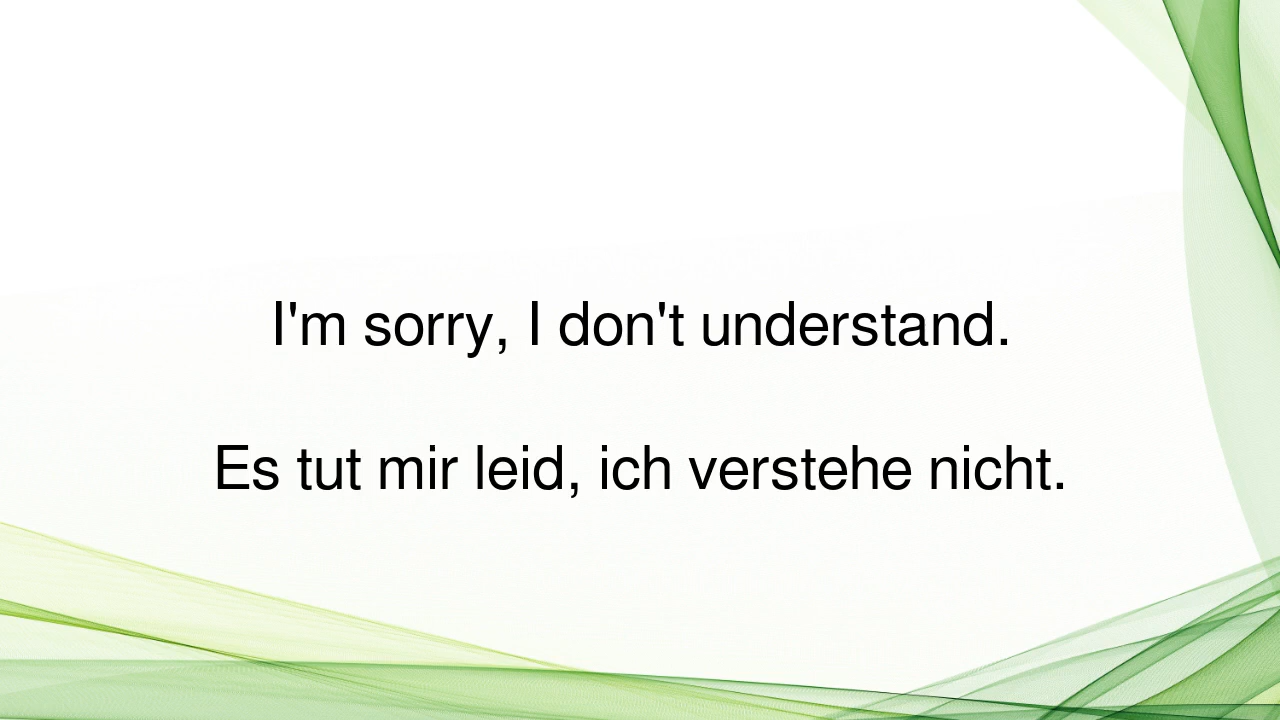 I'm sorry, I don't understand.
Es tut mir leid, ich verstehe nicht.